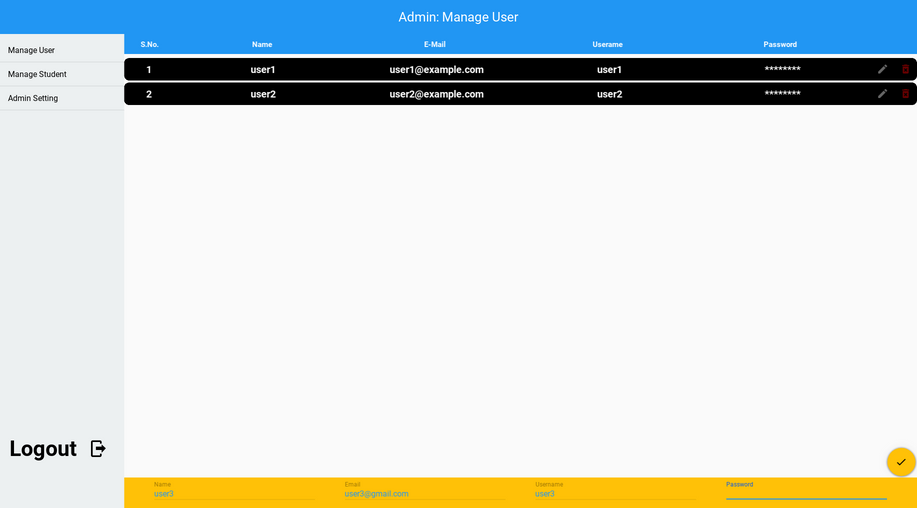 Admin: Manage User
Manage User
Manage Student
Admin Setting
Logout
S.No. Name E-Mail Userame Password
1 user1 user1@example.com user1 ********
2 user2 user2@example.com user2 ********
Name Email Username Password
user3 user3@gmail.com user3